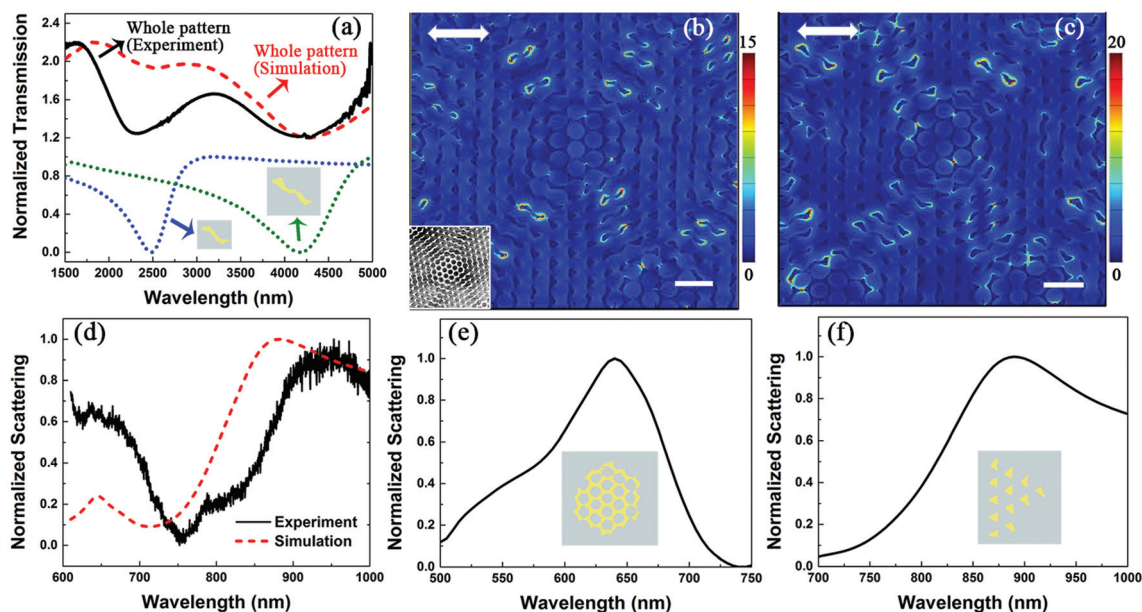 (a)
Whole pattern
(Experiment)
Whole pattern
(Simulation)
Normalized Transmission
2.4
2.0
1.6
1.2
0.8
0.4
0.0
1500 2000 2500 3000 3500 4000 4500 5000
Wavelength (nm)
(b)
15
0
(c)
20
0
(d)
Normalized Scattering
1.0
0.8
0.6
0.4
0.2
0.0
Experiment
Simulation
600 700 800 900 1000
Wavelength (nm)
(e)
Normalized Scattering
1.0
0.8
0.6
0.4
0.2
0.0
500 550 600 650 700 750
Wavelength (nm)
(f)
Normalized Scattering
1.0
0.8
0.6
0.4
0.2
0.0
700 750 800 850 900 950 1000
Wavelength (nm)